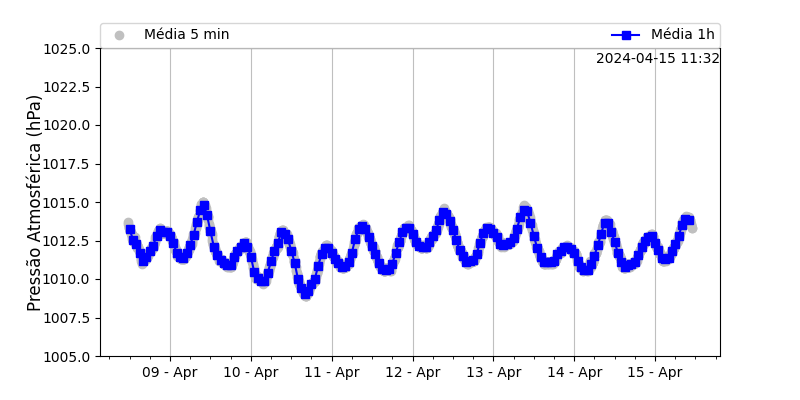 Média 5 min
Média 1h
2024-04-15 11:32
Pressão Atmosférica (hPa)
1025.0
1022.5
1020.0
1017.5
1015.0
1012.5
1010.0
1007.5
1005.0
09 - Apr
10 - Apr
11 - Apr
12 - Apr
13 - Apr
14 - Apr
15 - Apr